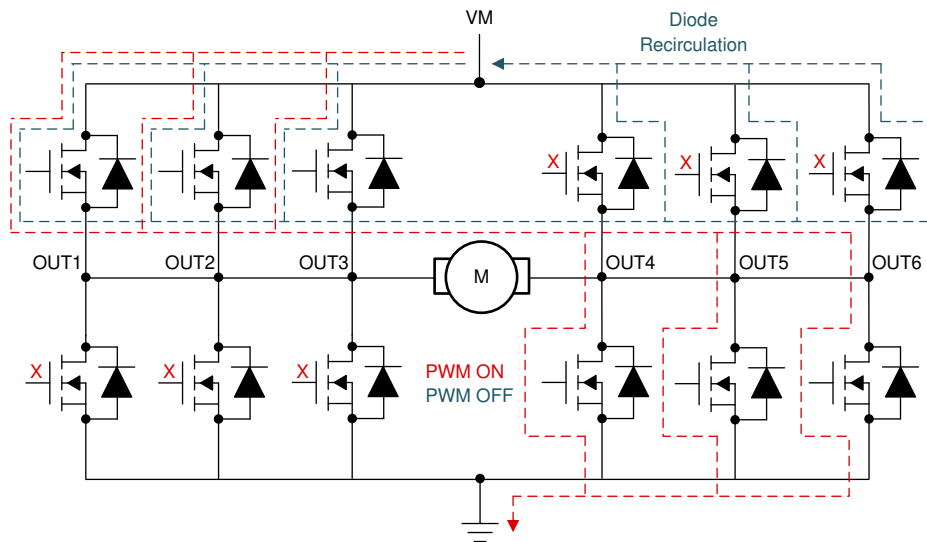 VM
Diode
Recirculation
X
X
X
OUT1
OUT2
OUT3
M
OUT4
OUT5
OUT6
X
X
X
PWM ON
PWM OFF